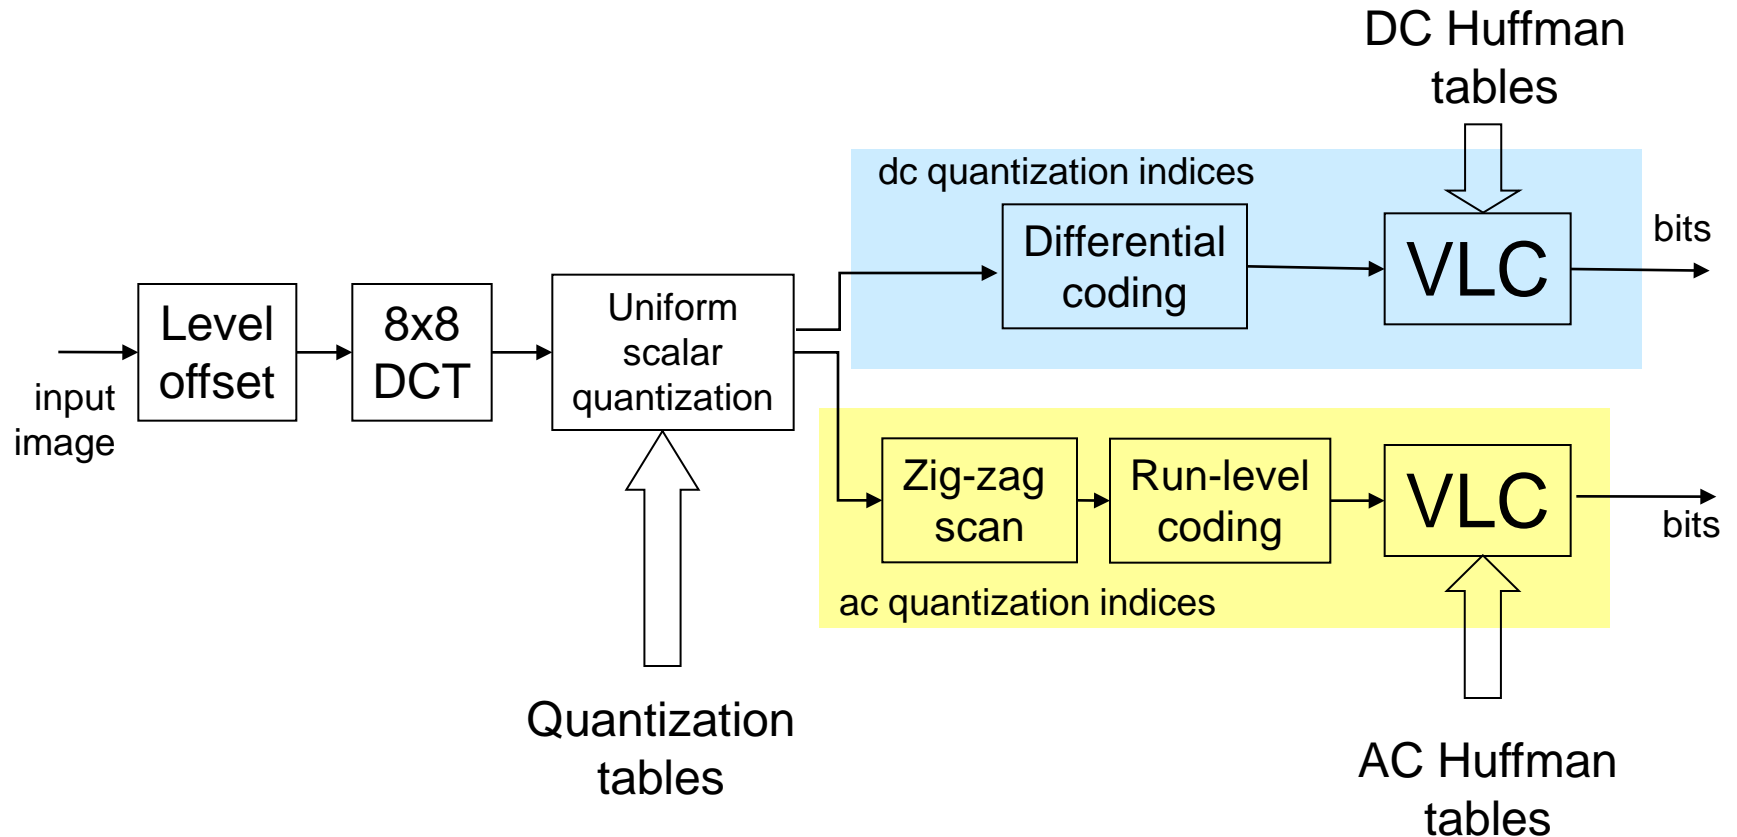 DC Huffman
tables
dc quantization indices
Differential
coding
VLC
bits
input
image
Level
offset
8x8
DCT
Uniform
scalar
quantization
Zig-zag
scan
Run-level
coding
VLC
bits
ac quantization indices
Quantization
tables
AC Huffman
tables